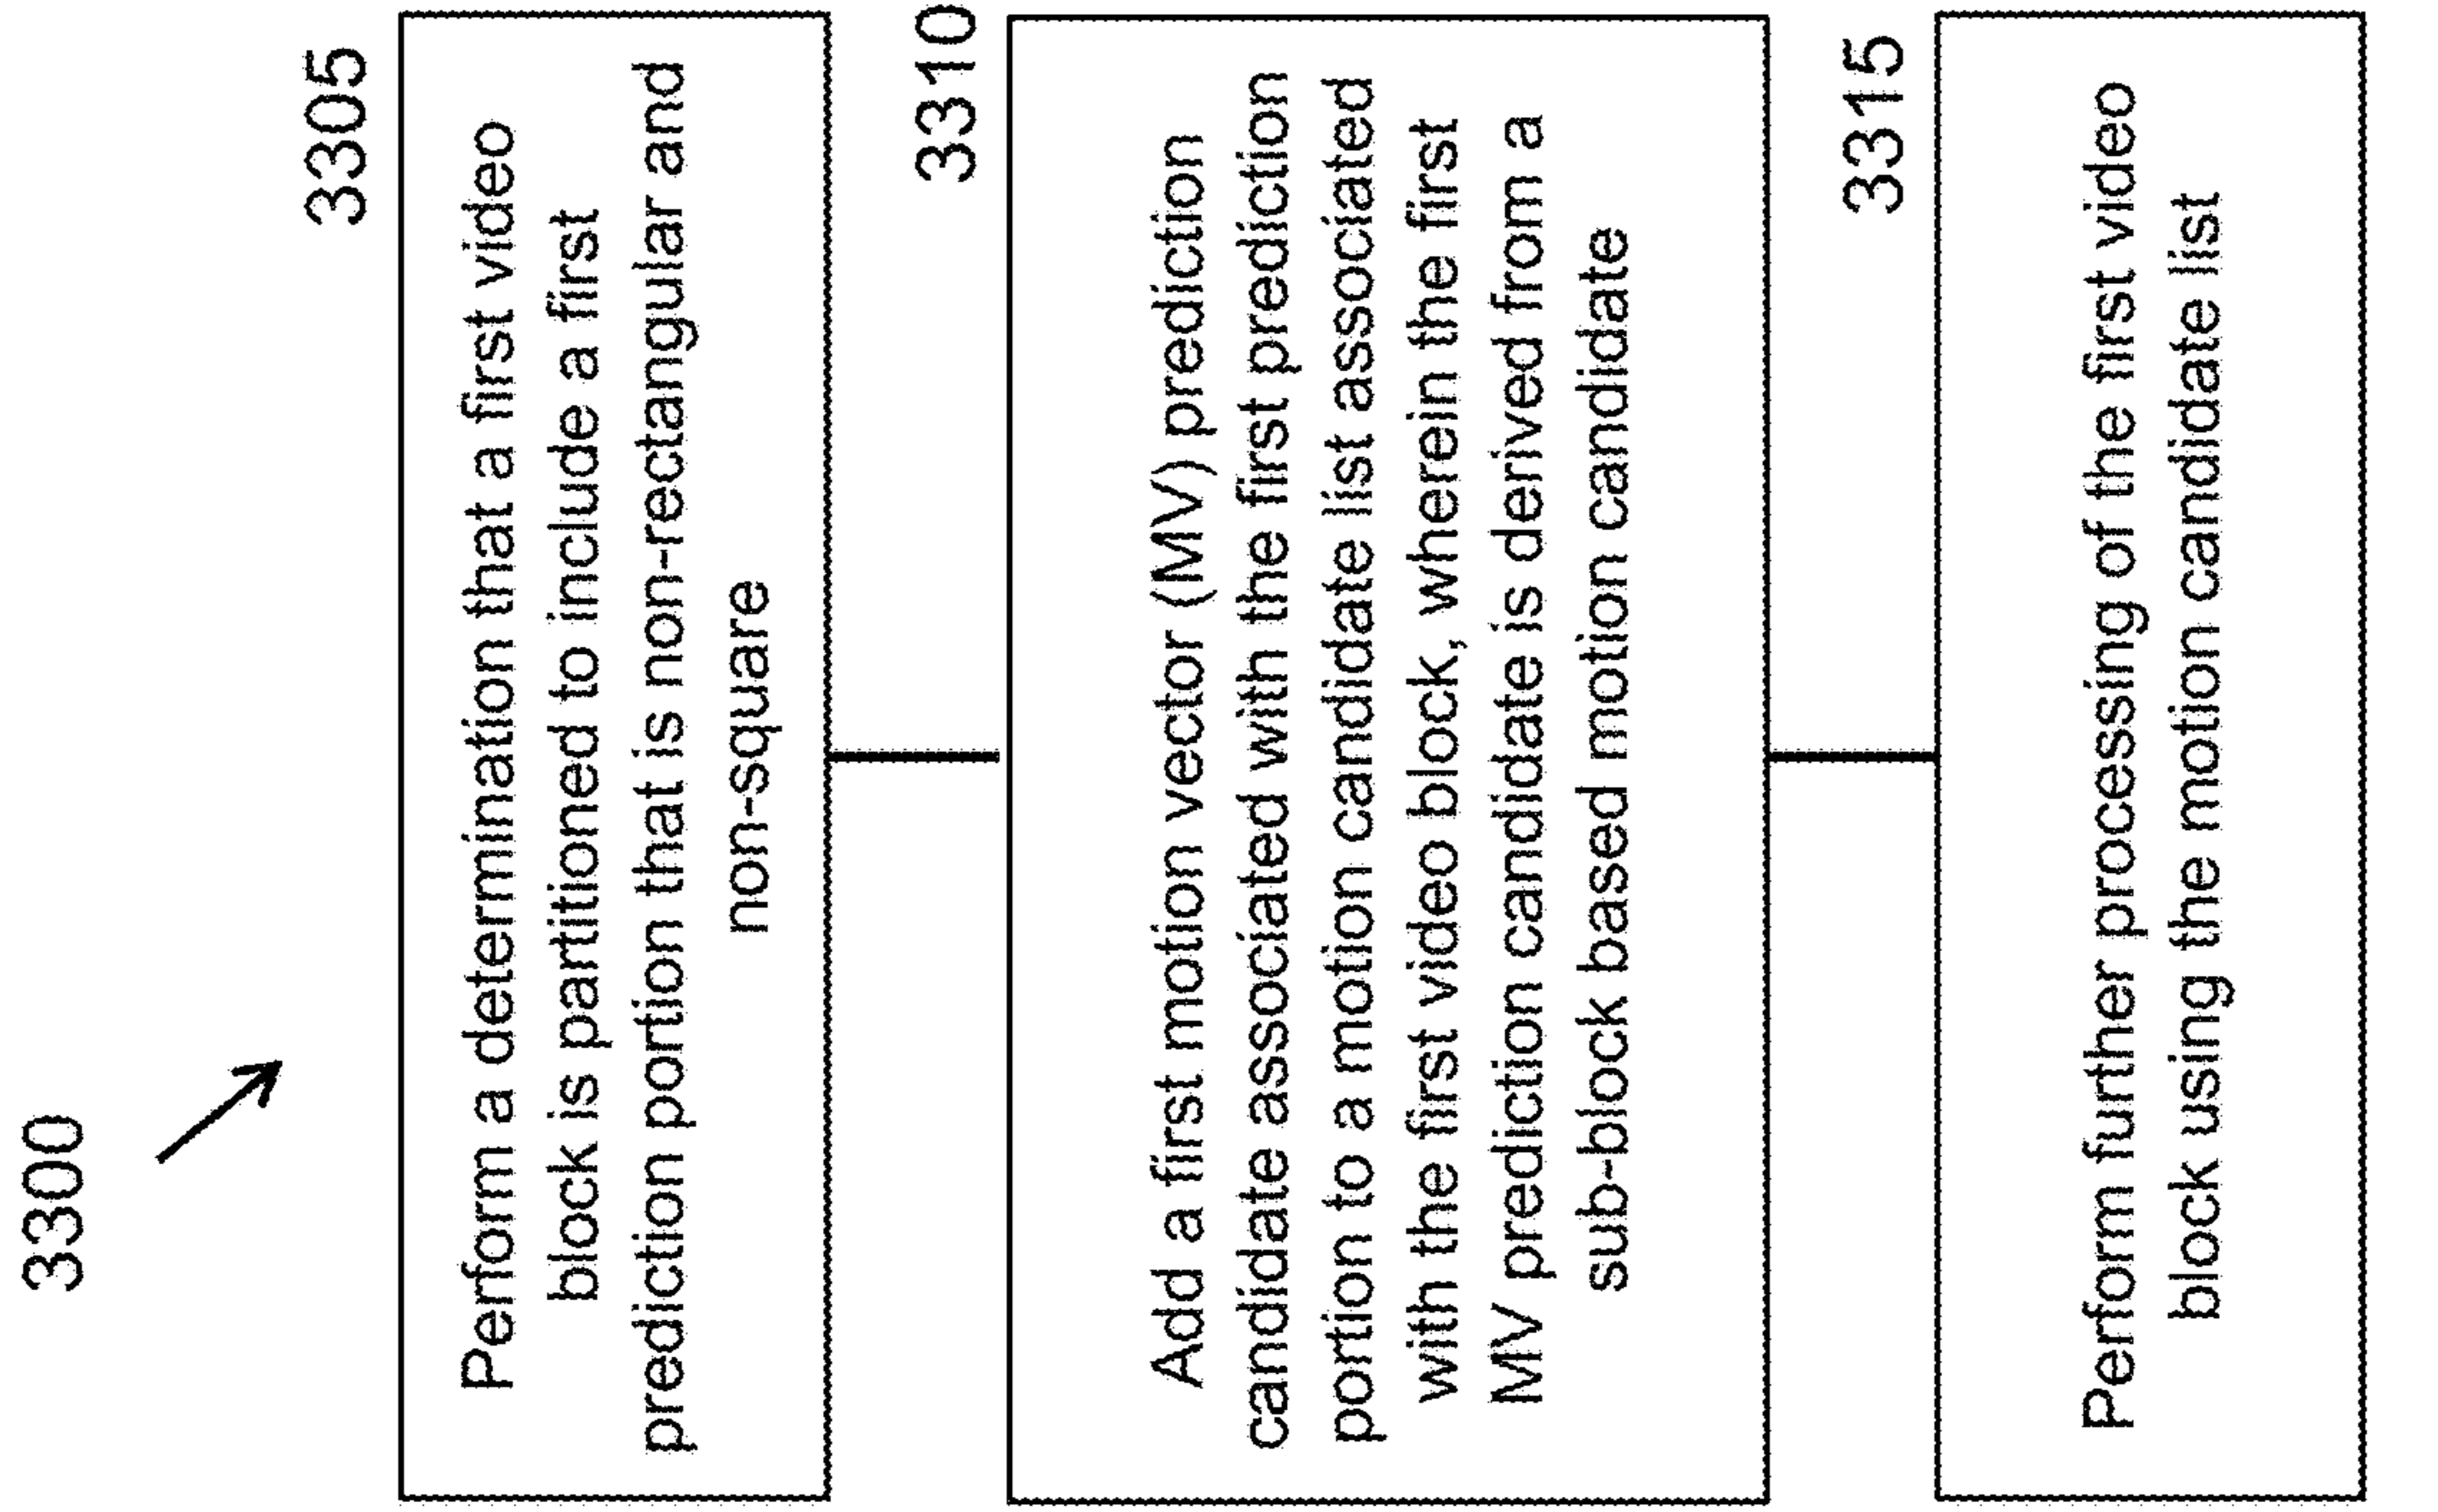 3300
3305
Perform a determination that a first video
block is partitioned to include a first
prediction portion that is non-rectangular and
non-square
3310
Add a first motion vector (MV) prediction
candidate associated with the first prediction
portion to a motion candidate list associated
with the first video block, wherein the first
MV prediction candidate is derived from a
sub-block based motion candidate
3315
Perform further processing of the first video
block using the motion candidate list